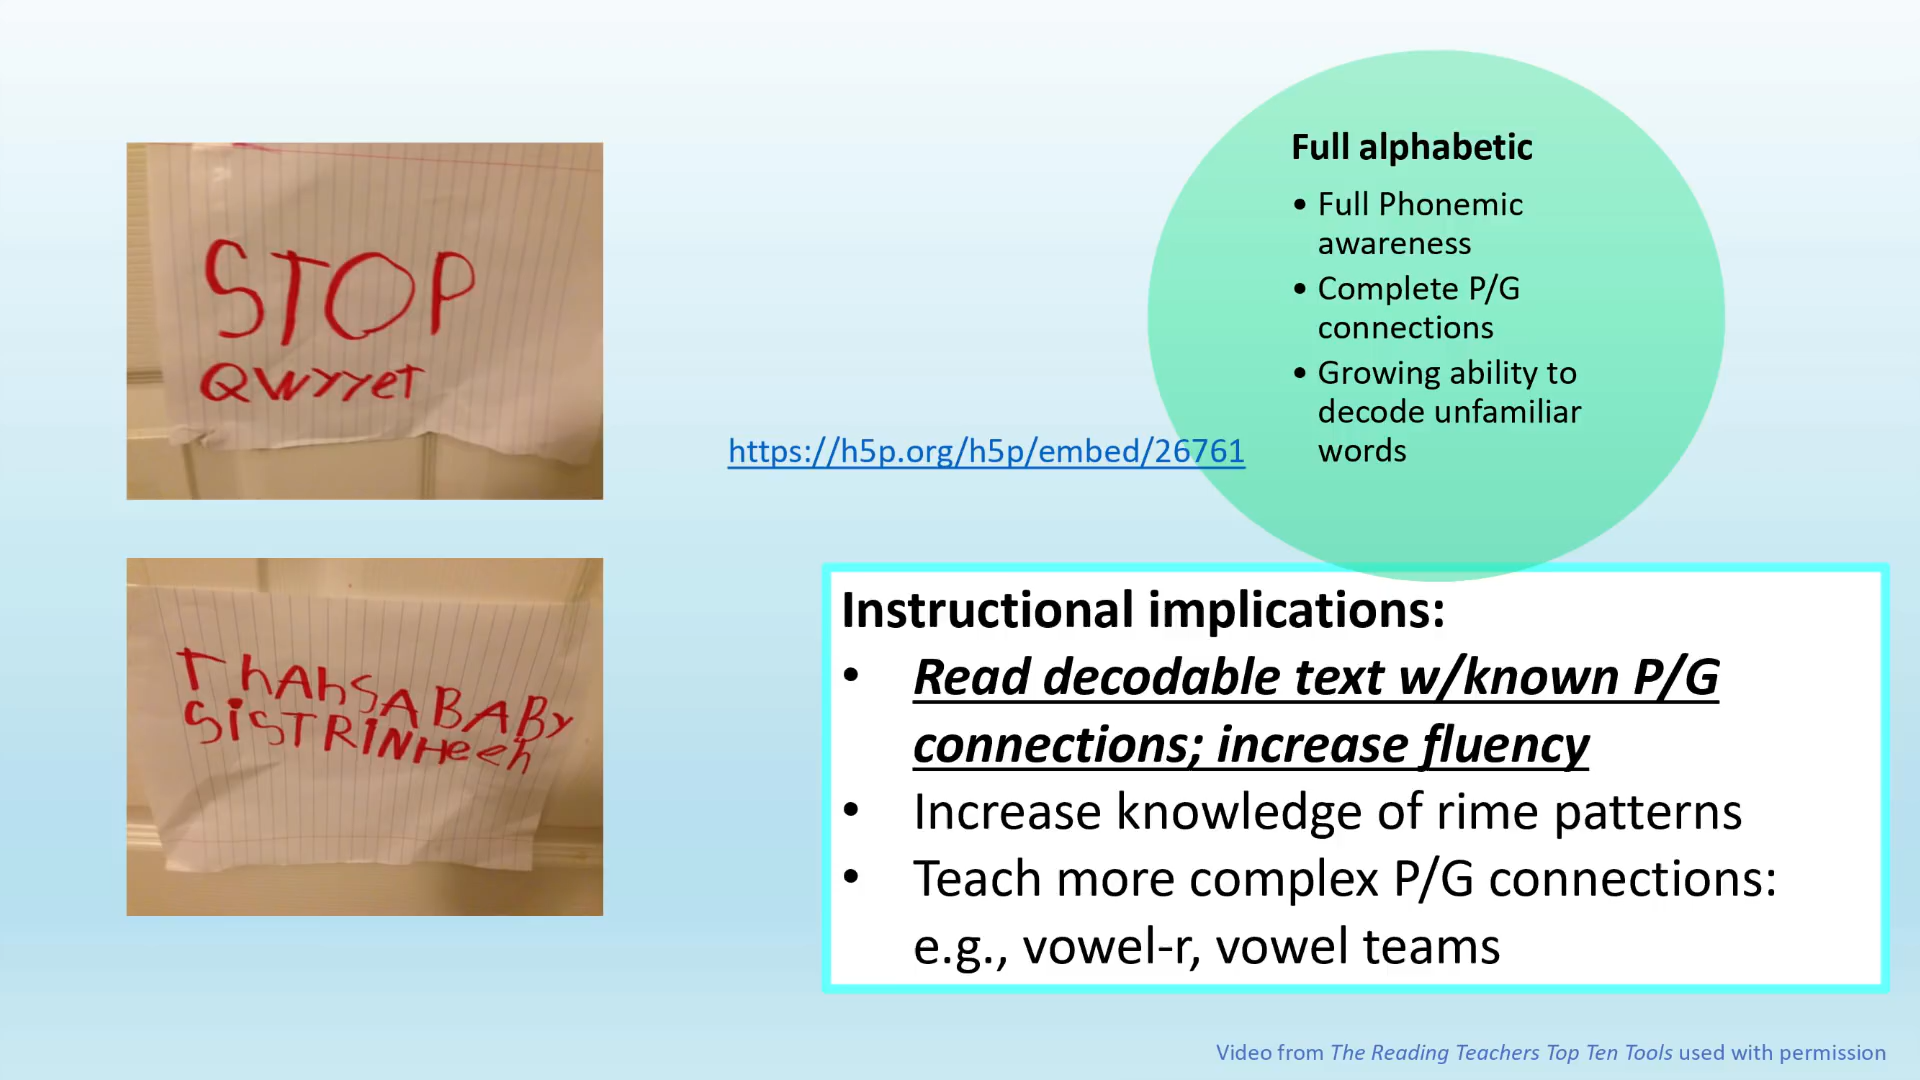 STOP
QWYYET
ThAhSABABy
SiSTRINHeeh
https://h5p.org/h5p/embed/26761
Full alphabetic
• Full Phonemic
awareness
• Complete P/G
connections
• Growing ability to
decode unfamiliar
words
Instructional implications:
• Read decodable text w/known P/G
connections; increase fluency
• Increase knowledge of rime patterns
• Teach more complex P/G connections:
e.g., vowel-r, vowel teams
Video from The Reading Teachers Top Ten Tools used with permission